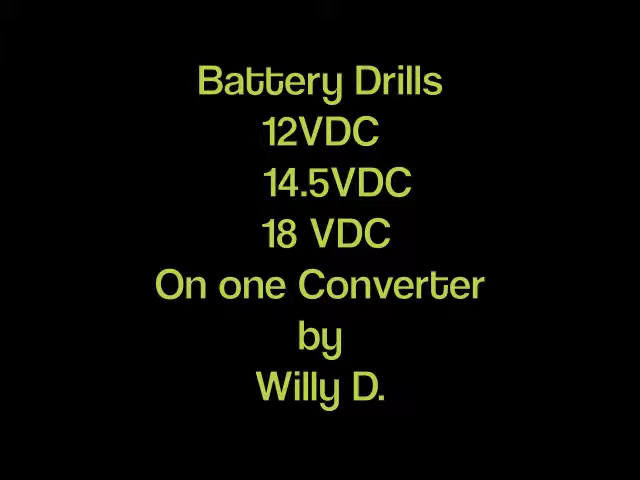 Battery Drills
12VDC
14.5VDC
18 VDC
On one Converter
by
Willy D.